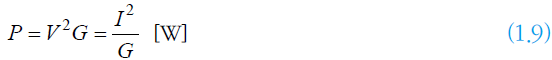 P = V²G = I²/G [W] (1.9)